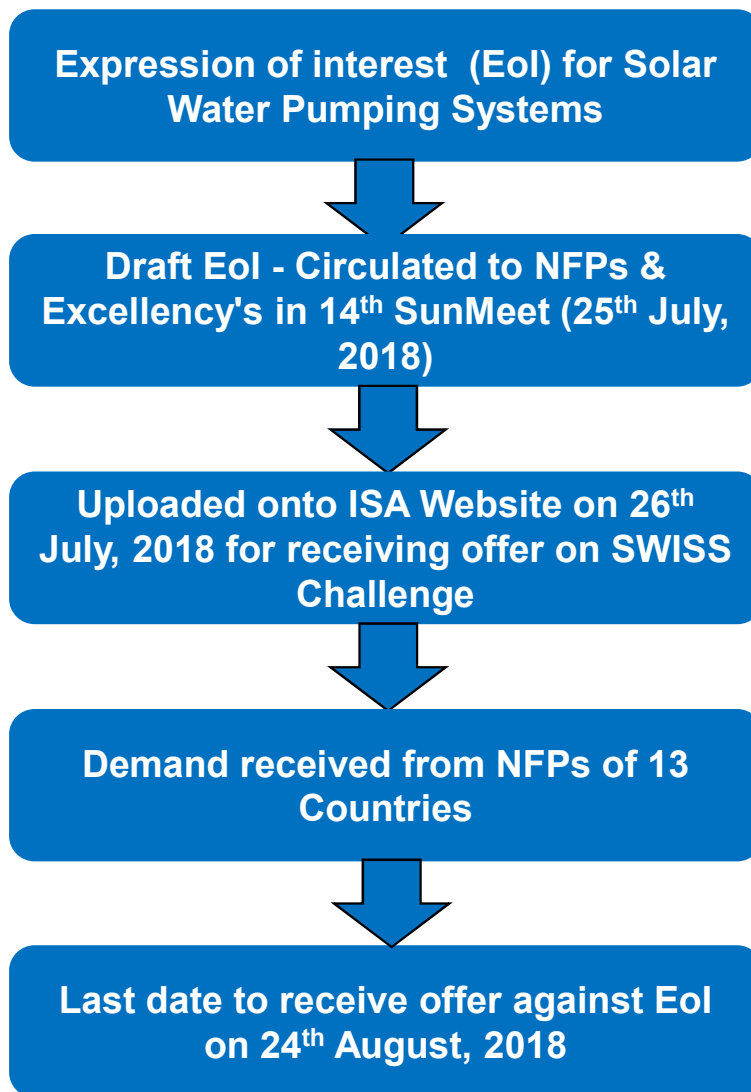 Expression of interest  (EoI) for Solar
Water Pumping Systems
Draft EoI - Circulated to NFPs &
Excellency's in 14th SunMeet (25th July,
2018)
Uploaded onto ISA Website on 26th
July, 2018 for receiving offer on SWISS
Challenge
Demand received from NFPs of 13
Countries
Last date to receive offer against EoI
on 24th August, 2018